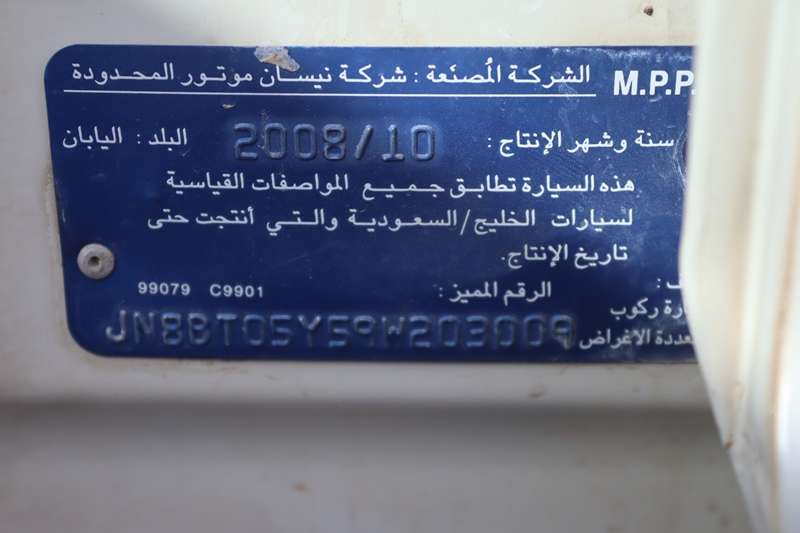 الشركة المُصنَعة : شركة نيسان موتور المحدودة M.P.P.
سنة وشهر الإنتاج : 2008/10 البلد : اليابان
هذه السيارة تطابق جميع المواصفات القياسية
لسيارات الخليج/السعودية والتي أنتجت حتى
تاريخ الإنتاج.
الرقم المميز : C9901 99079
ركوب
JN8BT05Y59W203008 الاغراض